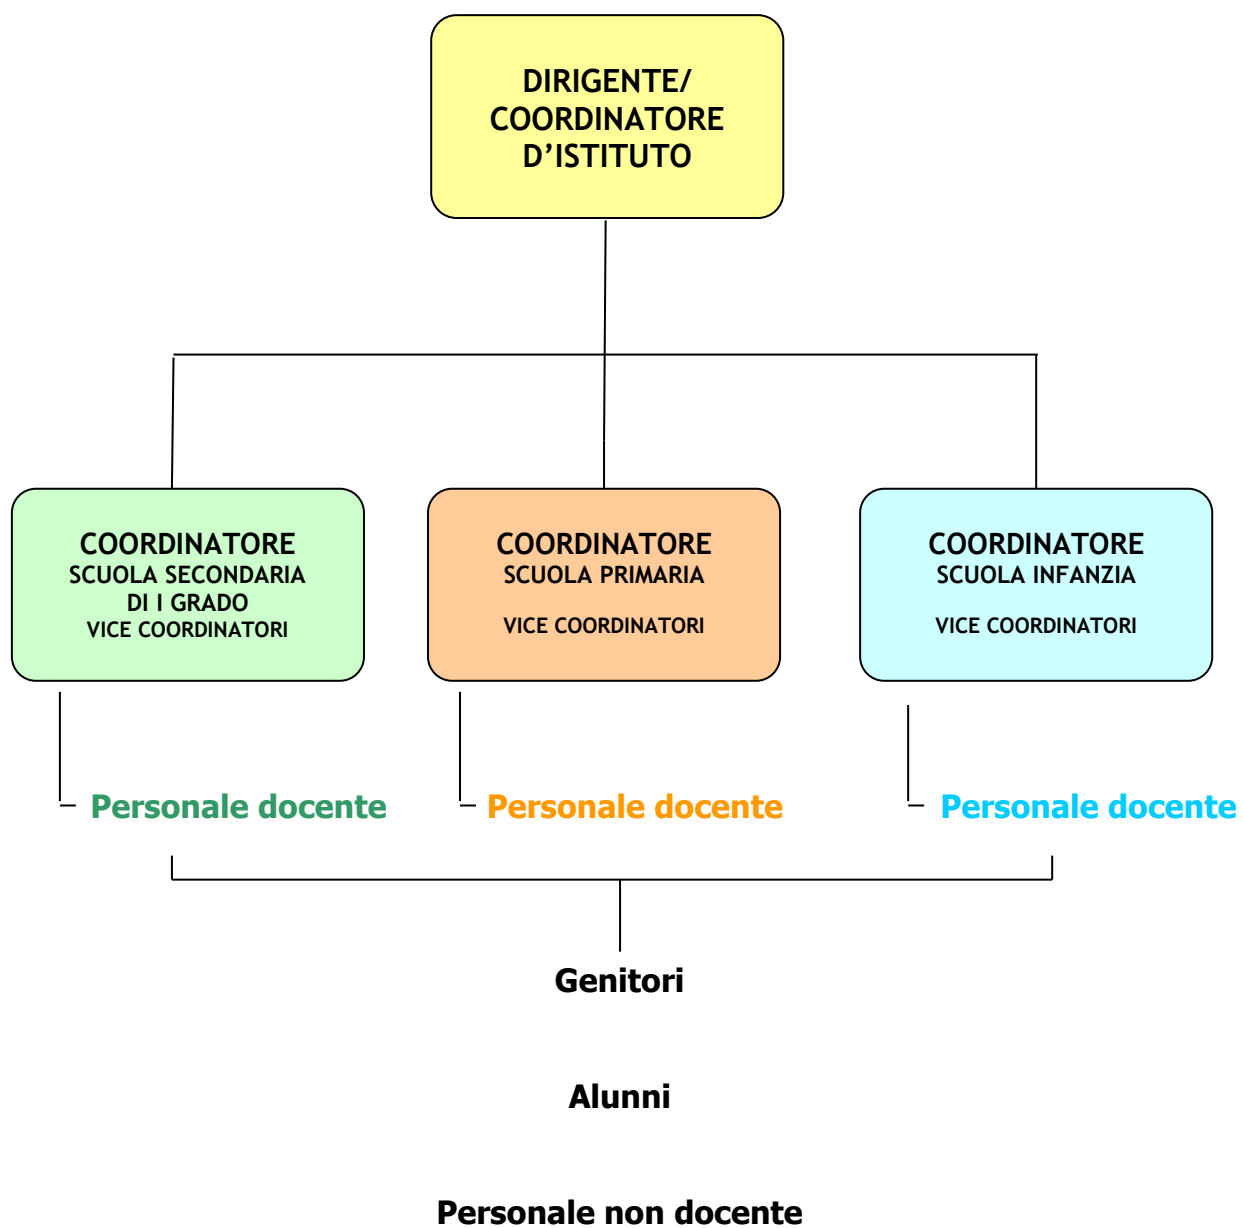 DIRIGENTE/
COORDINATORE
D’ISTITUTO
COORDINATORE
SCUOLA SECONDARIA
DI I GRADO
VICE COORDINATORI
COORDINATORE
SCUOLA PRIMARIA
VICE COORDINATORI
COORDINATORE
SCUOLA INFANZIA
VICE COORDINATORI
Personale docente
Personale docente
Personale docente
Genitori
Alunni
Personale non docente